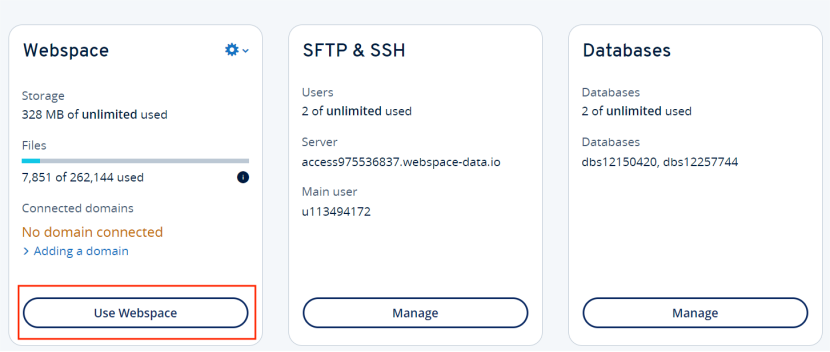 Webspace
Storage
328 MB of unlimited used
Files
7,851 of 262,144 used
Connected domains
No domain connected
Adding a domain
Use Webspace
SFTP & SSH
Users
2 of unlimited used
Server
access975536837.webspace-data.io
Main user
u113494172
Manage
Databases
Databases
2 of unlimited used
Databases
dbs12150420, dbs12257744
Manage